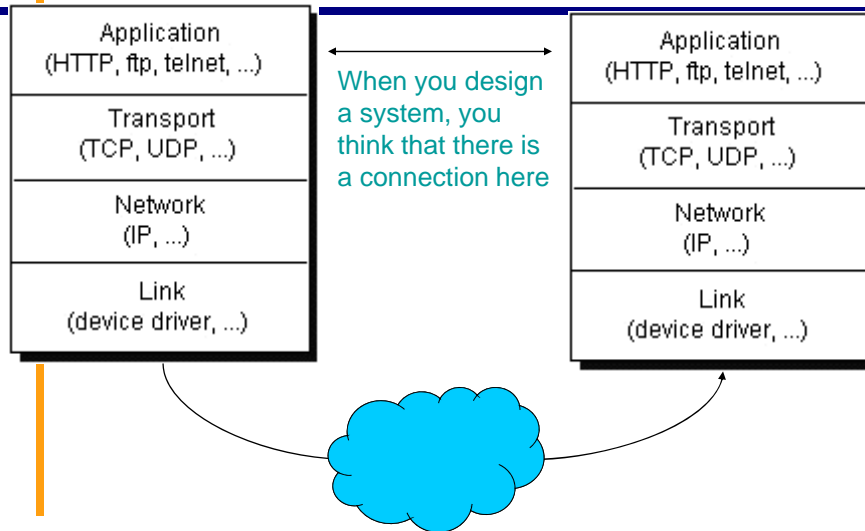 Application
(HTTP, ftp, telnet, ...)
Transport
(TCP, UDP, ...)
Network
(IP, ...)
Link
(device driver, ...)
When you design
a system, you
think that there is
a connection here
Application
(HTTP, ftp, telnet, ...)
Transport
(TCP, UDP, ...)
Network
(IP, ...)
Link
(device driver, ...)